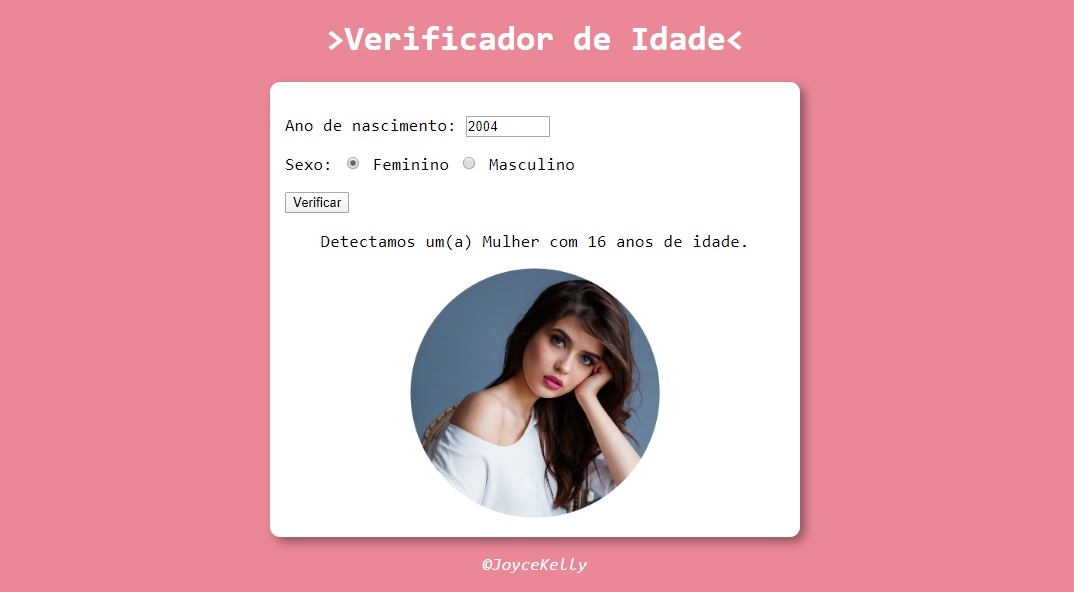 >Verificador de Idade<
Ano de nascimento: 2004
Sexo: Feminino Masculino
Verificar
Detectamos um(a) Mulher com 16 anos de idade.
©JoyceKelly